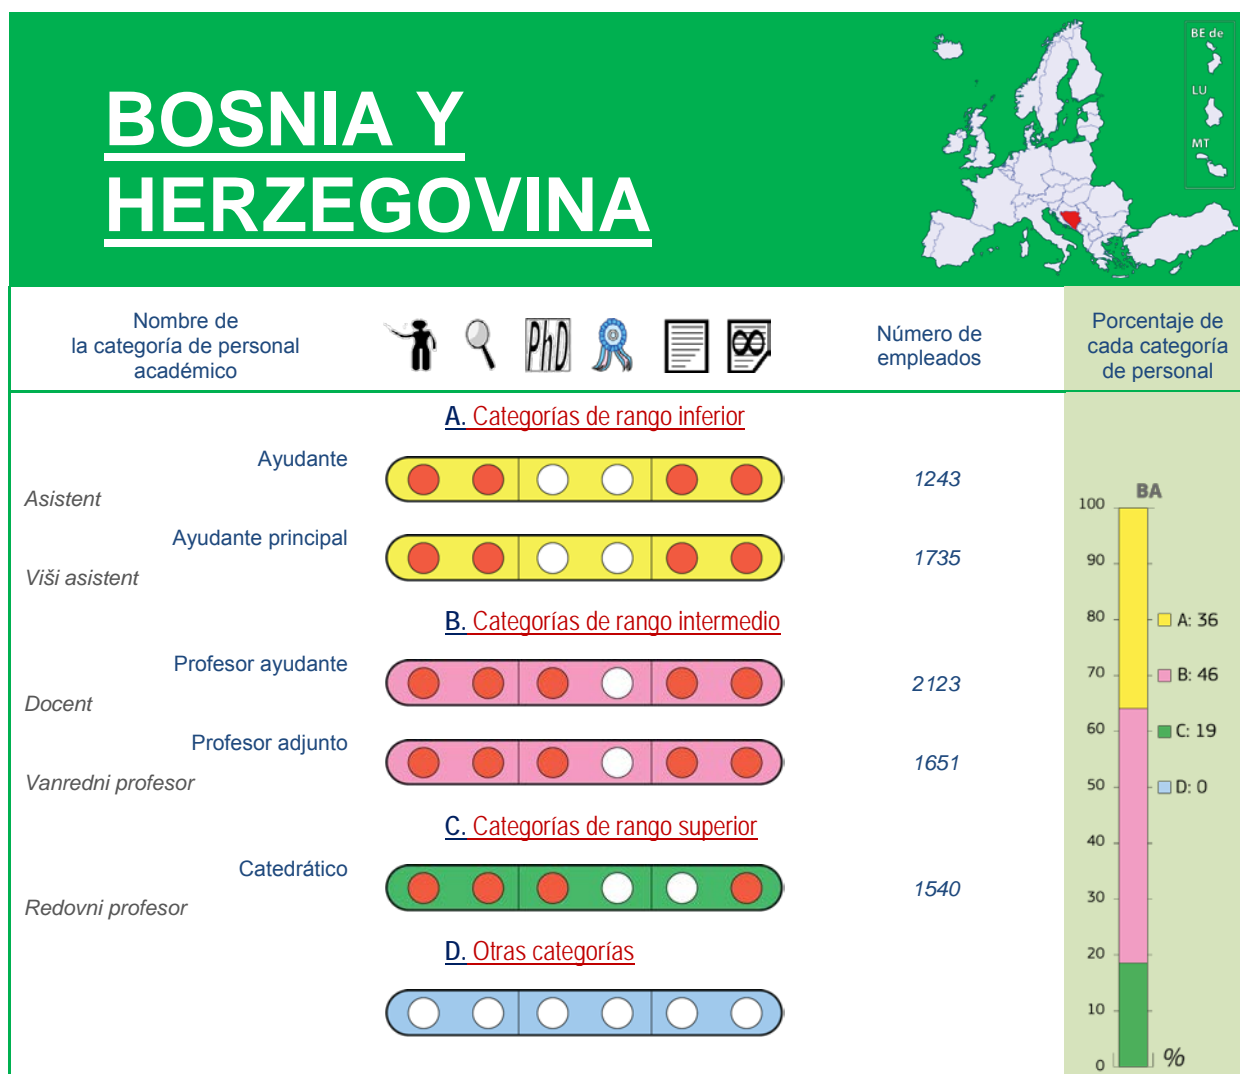 BOSNIA Y
HERZEGOVINA
BE de
LU
MT
Nombre de
la categoría de personal
académico
PhD
Número de
empleados
Porcentaje de
cada categoría
de personal
A. Categorías de rango inferior
Ayudante
Asistent
1243
Ayudante principal
Viši asistent
1735
B. Categorías de rango intermedio
Profesor ayudante
Docent
2123
Profesor adjunto
Vanredni profesor
1651
C. Categorías de rango superior
Catedrático
Redovni profesor
1540
D. Otras categorías
BA
100
90
80
70
60
50
40
30
20
10
0
%
A: 36
B: 46
C: 19
D: 0